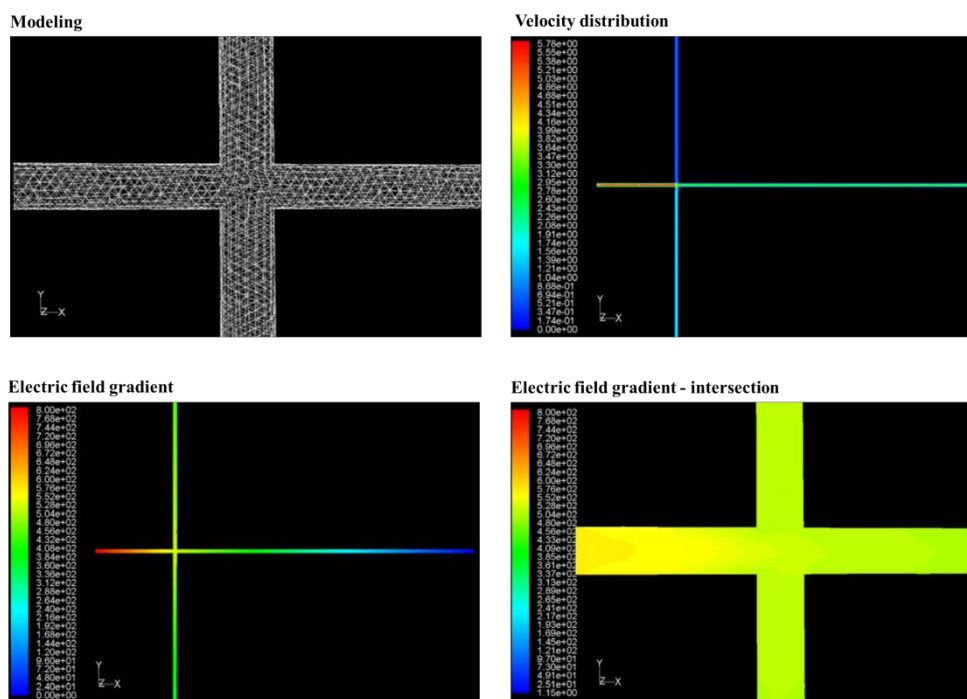 Modeling
Y
Z X
Velocity distribution
5.78e+00
5.55e+00
5.38e+00
5.21e+00
5.03e+00
4.86e+00
4.68e+00
4.51e+00
4.34e+00
4.16e+00
3.99e+00
3.82e+00
3.64e+00
3.47e+00
3.30e+00
3.12e+00
2.95e+00
2.78e+00
2.60e+00
2.43e+00
2.26e+00
2.08e+00
1.91e+00
1.74e+00
1.56e+00
1.39e+00
1.21e+00
1.04e+00
8.68e-01
6.94e-01
5.21e-01
3.47e-01
1.74e-01
0.00e+00
Y
Z X
Electric field gradient
8.00e+02
7.68e+02
7.44e+02
7.20e+02
6.96e+02
6.72e+02
6.48e+02
6.24e+02
6.00e+02
5.76e+02
5.52e+02
5.28e+02
5.04e+02
4.80e+02
4.56e+02
4.32e+02
4.08e+02
3.84e+02
3.60e+02
3.36e+02
3.12e+02
2.88e+02
2.64e+02
2.40e+02
2.16e+02
1.92e+02
1.68e+02
1.44e+02
1.20e+02
9.60e+01
7.20e+01
4.80e+01
2.40e+01
0.00e+00
Y
Z X
Electric field gradient - intersection
8.00e+02
7.68e+02
7.44e+02
7.20e+02
6.96e+02
6.72e+02
6.48e+02
6.24e+02
6.00e+02
5.76e+02
5.52e+02
5.28e+02
5.04e+02
4.80e+02
4.56e+02
4.33e+02
4.09e+02
3.85e+02
3.61e+02
3.37e+02
3.13e+02
2.89e+02
2.65e+02
2.41e+02
2.17e+02
1.93e+02
1.69e+02
1.45e+02
1.21e+02
9.70e+01
7.30e+01
4.91e+01
2.51e+01
1.15e+00
Y
Z X